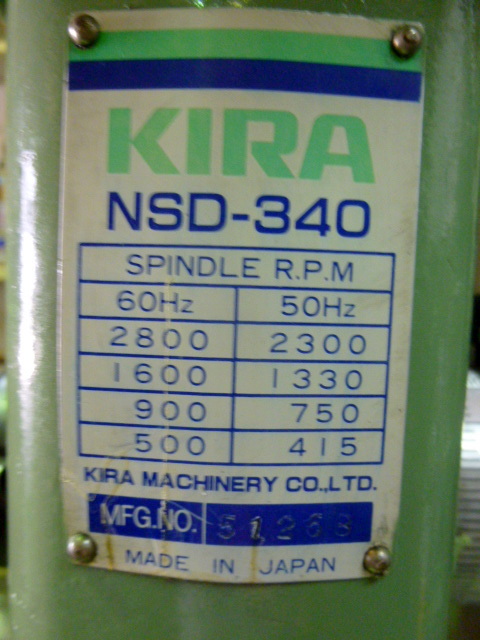 KIRA
NSD-340
SPINDLE R.P.M
60Hz 50Hz
2800 2300
1600 1330
900 750
500 415
KIRA MACHINERY CO.,LTD.
MFG.NO. 51268
MADE IN JAPAN